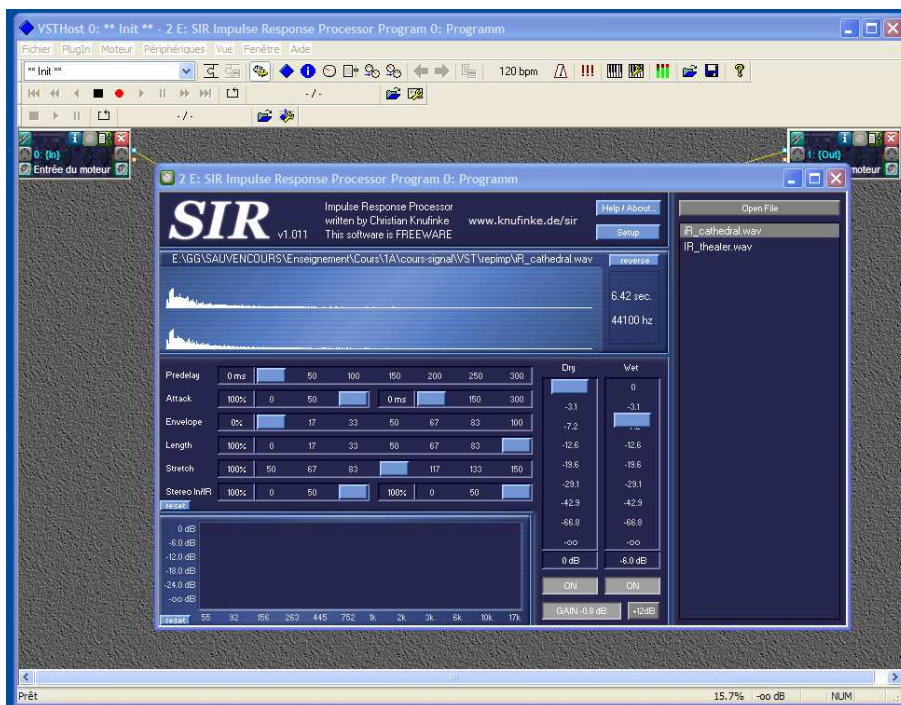 VSTHost 0: ** Init ** - 2 E: SIR Impulse Response Processor Program 0: Programm
Fichier PlugIn Moteur Périphériques Vue Fenêtre Aide
** Init ** 120 bpm
- / -
- / -
0: {In}
Entrée du moteur
1: {Out}
moteur
2 E: SIR Impulse Response Processor Program 0: Programm
SIR v1.011
Impulse Response Processor
written by Christian Knufinke
This software is FREEWARE
www.knufinke.de/sir
Help / About...
Setup
Open File
iR_cathedral.wav
IR_theater.wav
E:\GG\SAUVENCOURS\Enseignement\Cours\1A\cours-signal\VST\repimp\iR_cathedral.wav
reverse
6.42 sec.
44100 hz
Predelay 0 ms 50 100 150 200 250 300
Attack 100% 0 50 0 ms 150 300
Envelope 0% 17 33 50 67 83 100
Length 100% 0 17 33 50 67 83
Stretch 100% 50 67 83 117 133 150
Stereo In/IR 100% 0 50 100% 0 50
reset
Dry Wet
0
-3.1 -3.1
-7.2
-12.6 -12.6
-19.6 -19.6
-29.1 -29.1
-42.9 -42.9
-66.8 -66.8
-oo -oo
0 dB -6.0 dB
ON ON
GAIN -0.8 dB +12dB
0 dB
-6.0 dB
-12.0 dB
-18.0 dB
-24.0 dB
-oo dB
reset 55 92 156 263 445 752 1k 2k 3k 6k 10k 17k
Prêt 15.7% -oo dB NUM